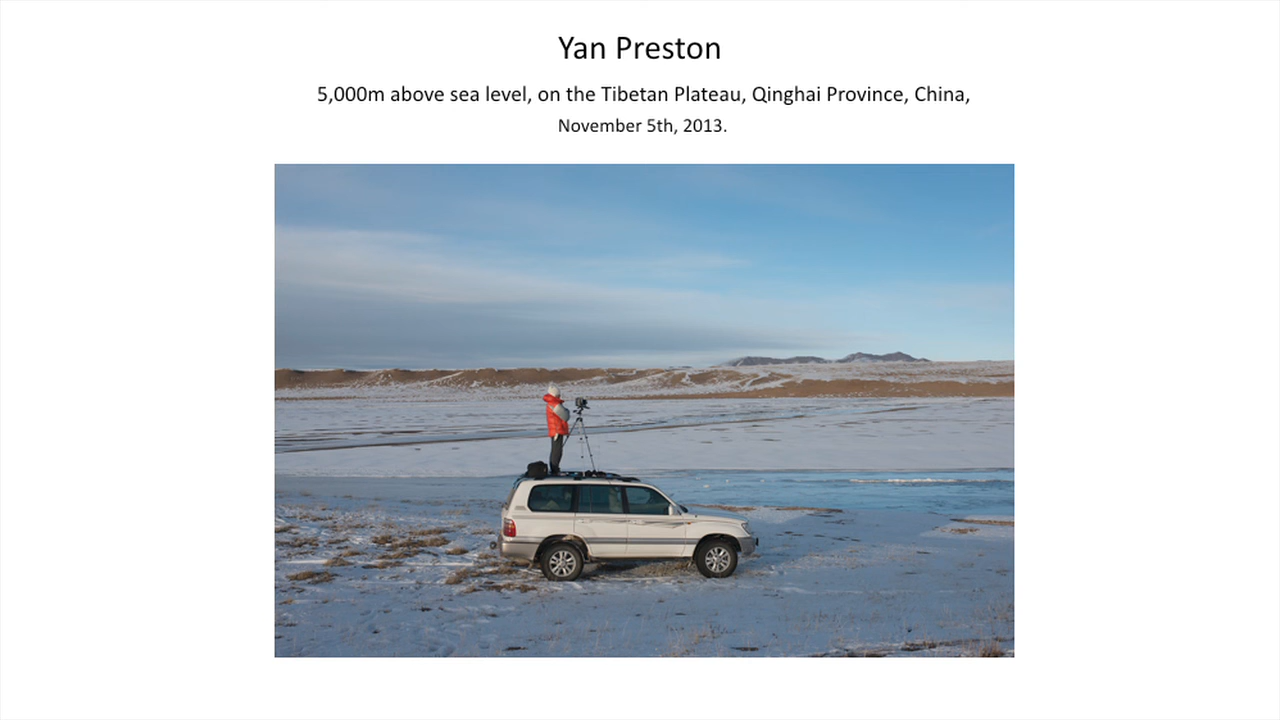 Yan Preston
5,000m above sea level, on the Tibetan Plateau, Qinghai Province, China,
November 5th, 2013.